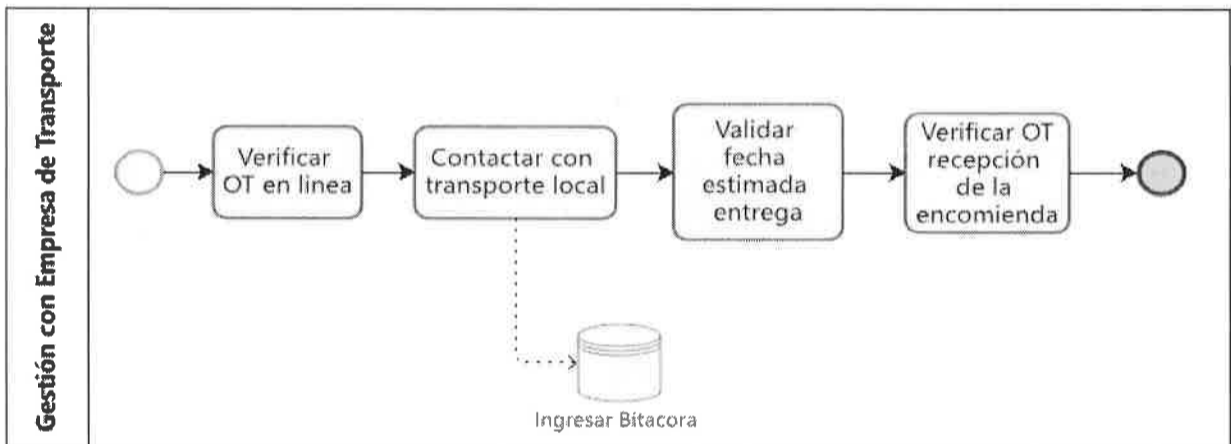 Gestión con Empresa de Transporte
Verificar
OT en linea
Contactar con
transporte local
Validar
fecha
estimada
entrega
Verificar OT
recepción
de la
encomienda
Ingresar Bitacora